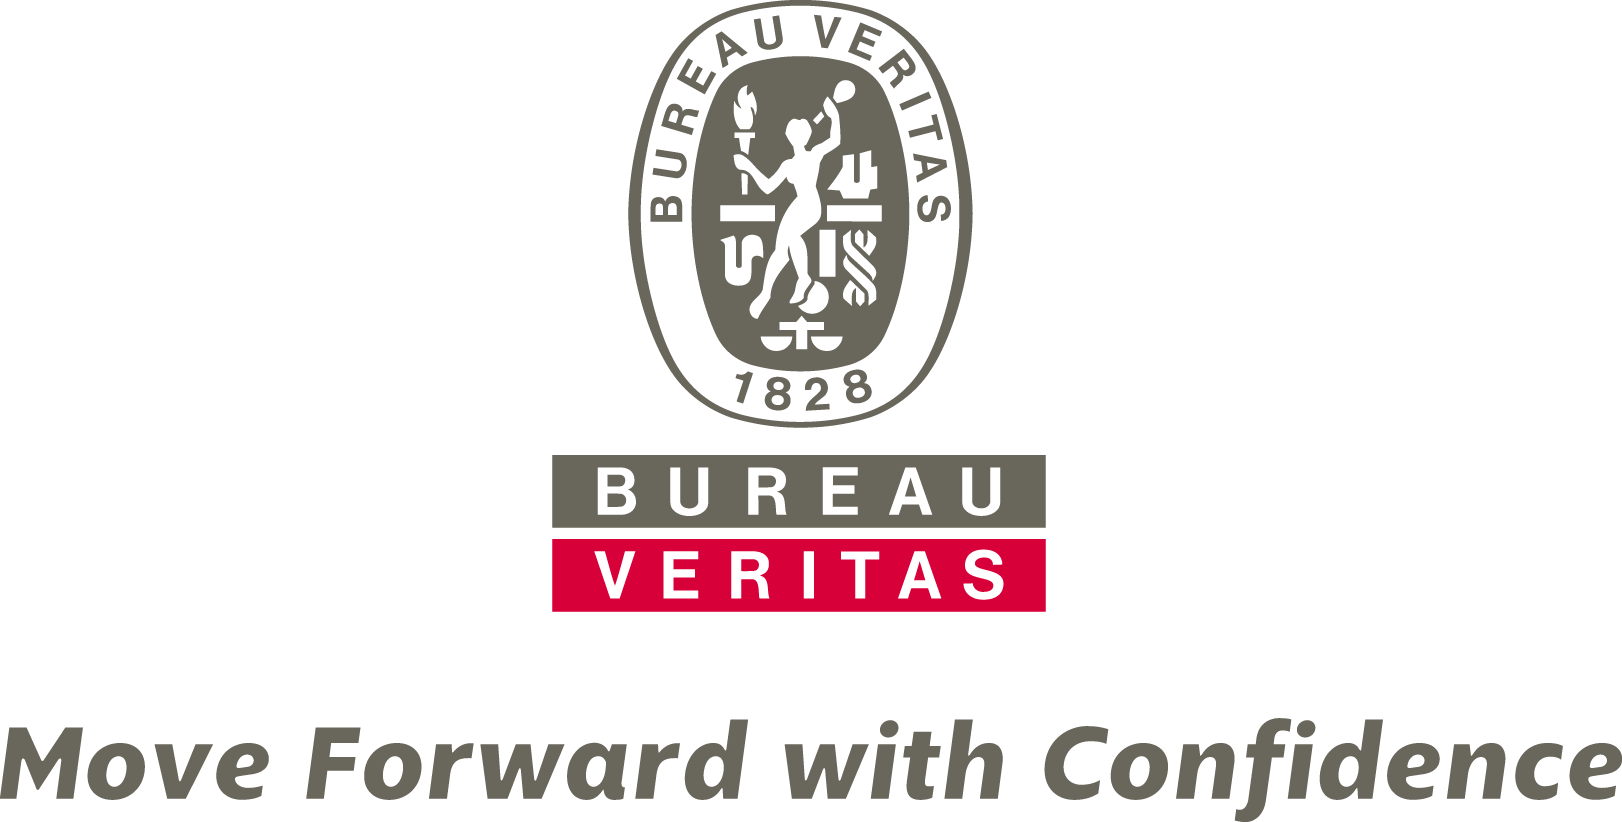 BUREAU VERITAS
1828
BUREAU
VERITAS
Move Forward with Confidence